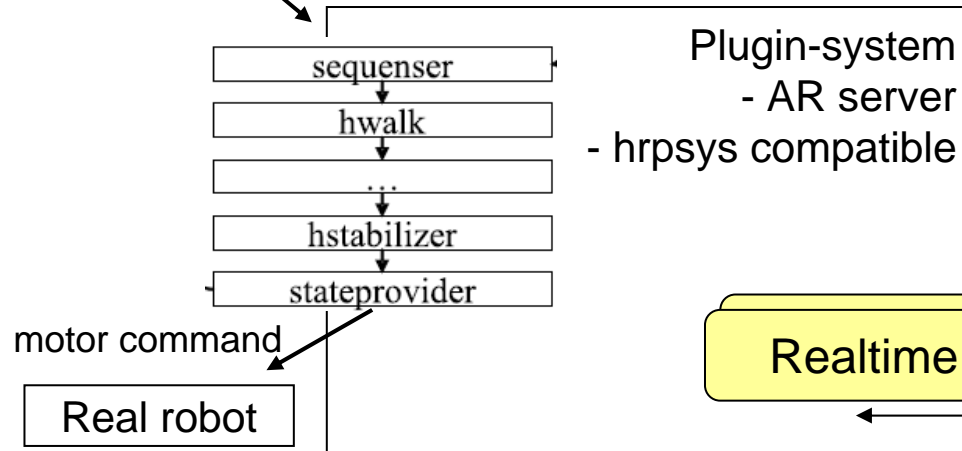 sequenser
hwalk
...
hstabilizer
stateprovider
motor command
Real robot
Plugin-system
- AR server
- hrpsys compatible
Realtime